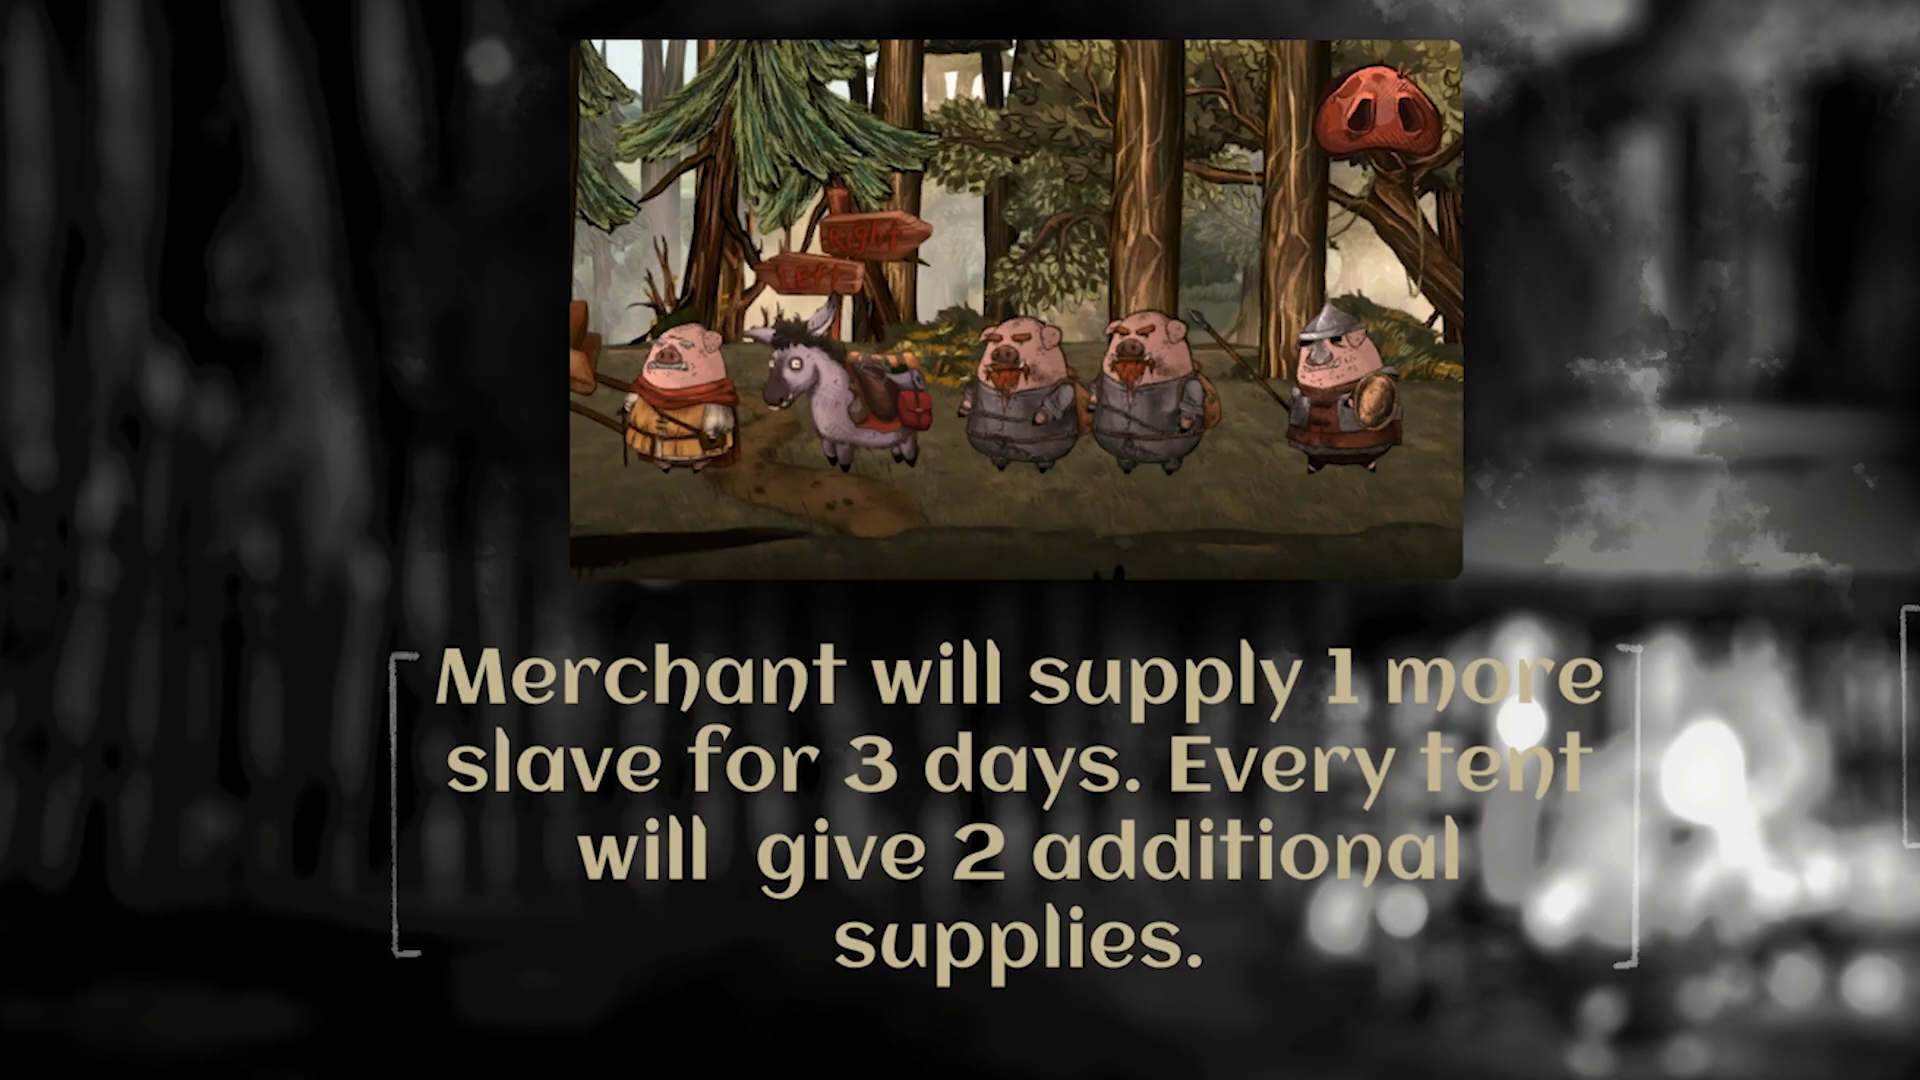 Right
Left
Merchant will supply 1 more
slave for 3 days. Every tent
will give 2 additional
supplies.